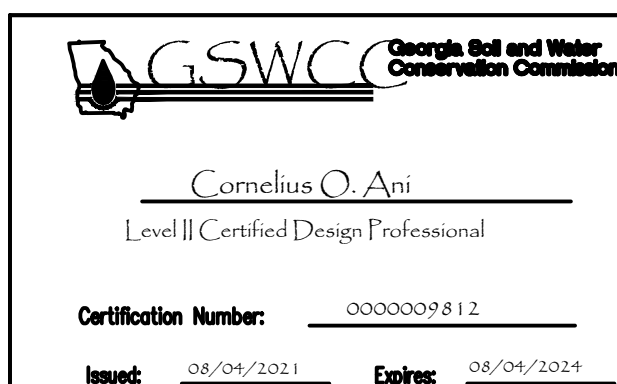 GSWCC
Georgia Soil and Water
Conservation Commission
Cornelius O. Ani
Level II Certified Design Professional
Certification Number: 0000009812
Issued: 08/04/2021 Expires: 08/04/2024